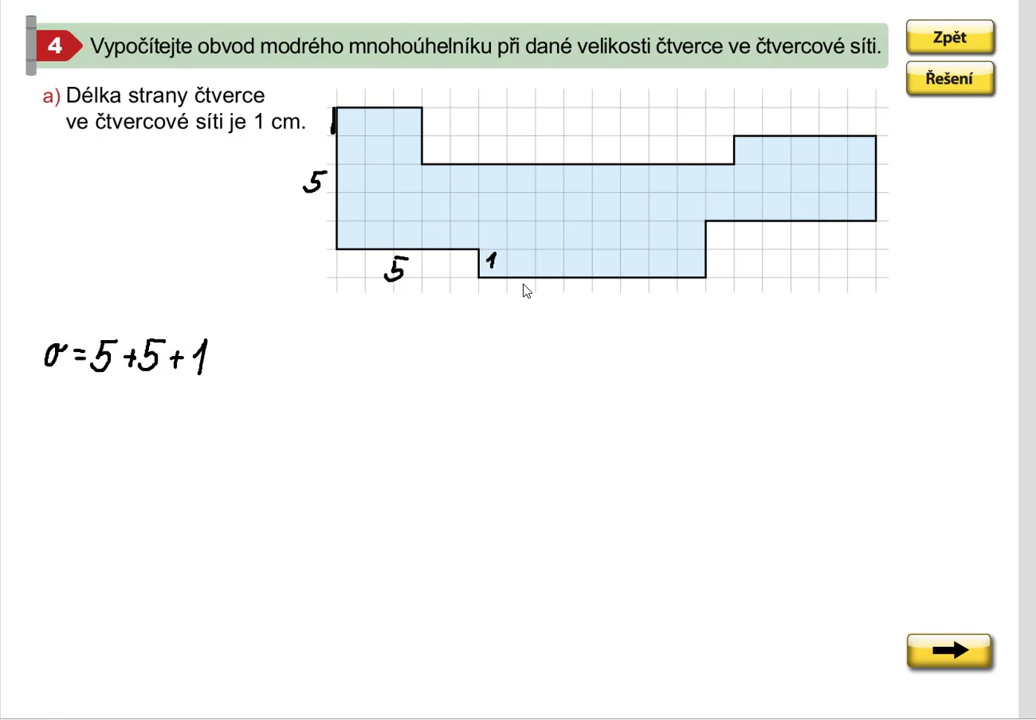 4 Vypočítejte obvod modrého mnohoúhelníku při dané velikosti čtverce ve čtvercové síti.
Zpět
Řešení
a) Délka strany čtverce
ve čtvercové síti je 1 cm.
5
5
1
σ = 5 + 5 + 1